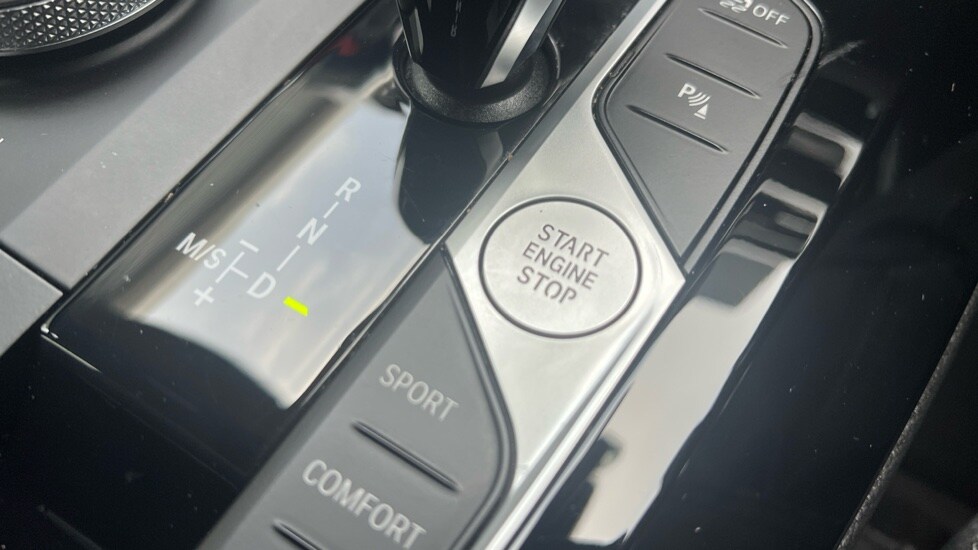 OFF
P
R
N
M/S D
+
START
ENGINE
STOP
SPORT
COMFORT